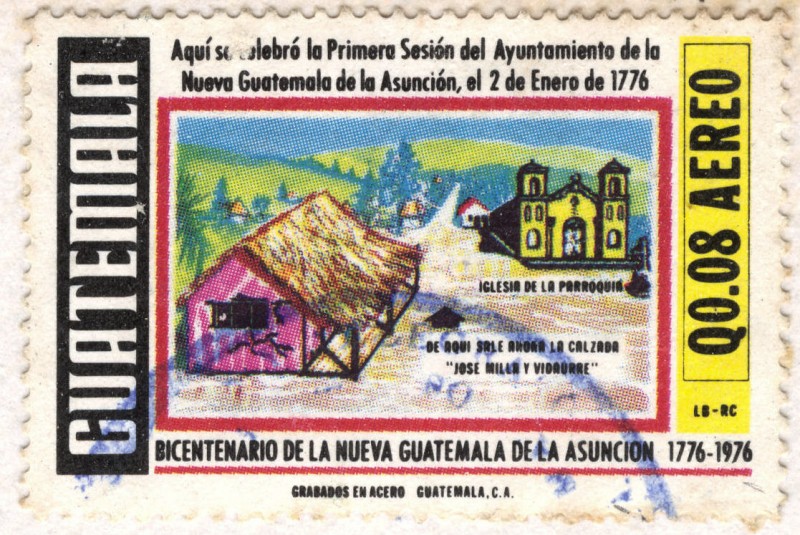 GUATEMALA
Aquí se celebró la Primera Sesión del Ayuntamiento de la
Nueva Guatemala de la Asunción, el 2 de Enero de 1776
Q0.08 AEREO
IGLESIA DE LA PARROQUIA
DE AQUI SALE AHORA LA CALZADA
"JOSE MILLA Y VIDAURRE"
LB-RC
BICENTENARIO DE LA NUEVA GUATEMALA DE LA ASUNCION 1776-1976
GRABADOS EN ACERO GUATEMALA, C.A.